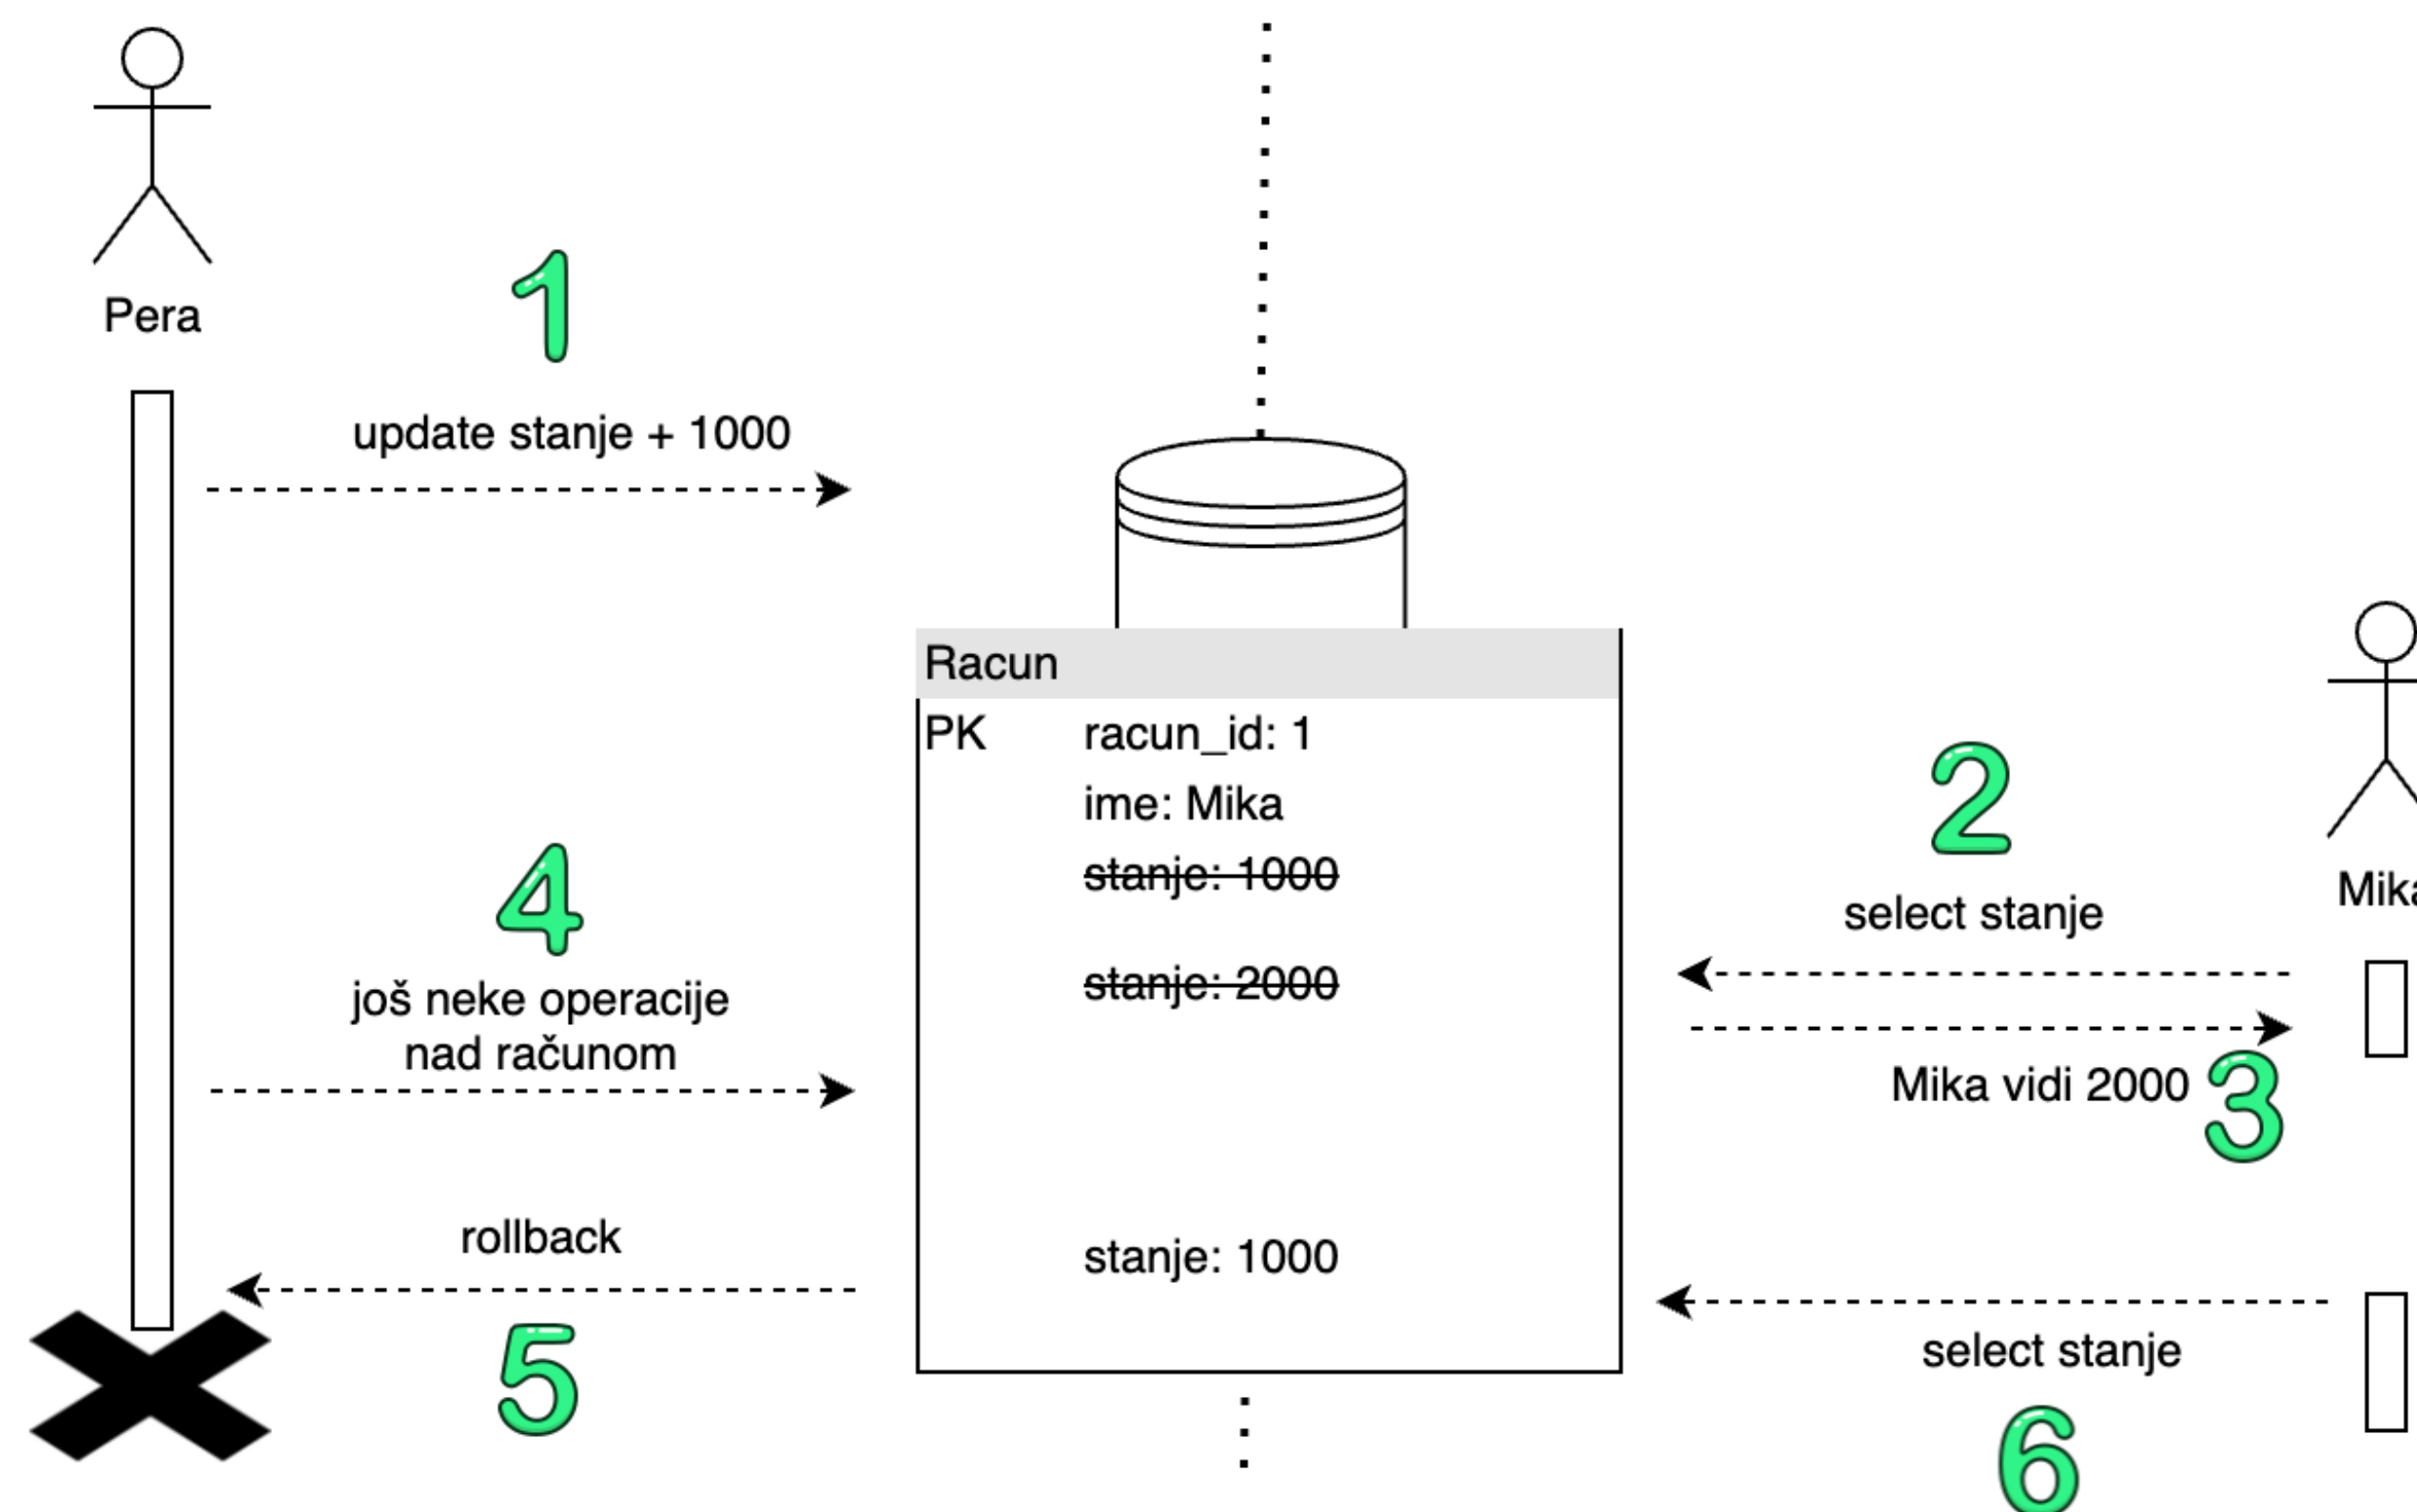 Pera
1
update stanje + 1000
Racun
PK racun_id: 1
ime: Mika
stanje: 1000
stanje: 2000
stanje: 1000
4
još neke operacije
nad računom
rollback
5
2
Mika
select stanje
Mika vidi 2000
3
select stanje
6